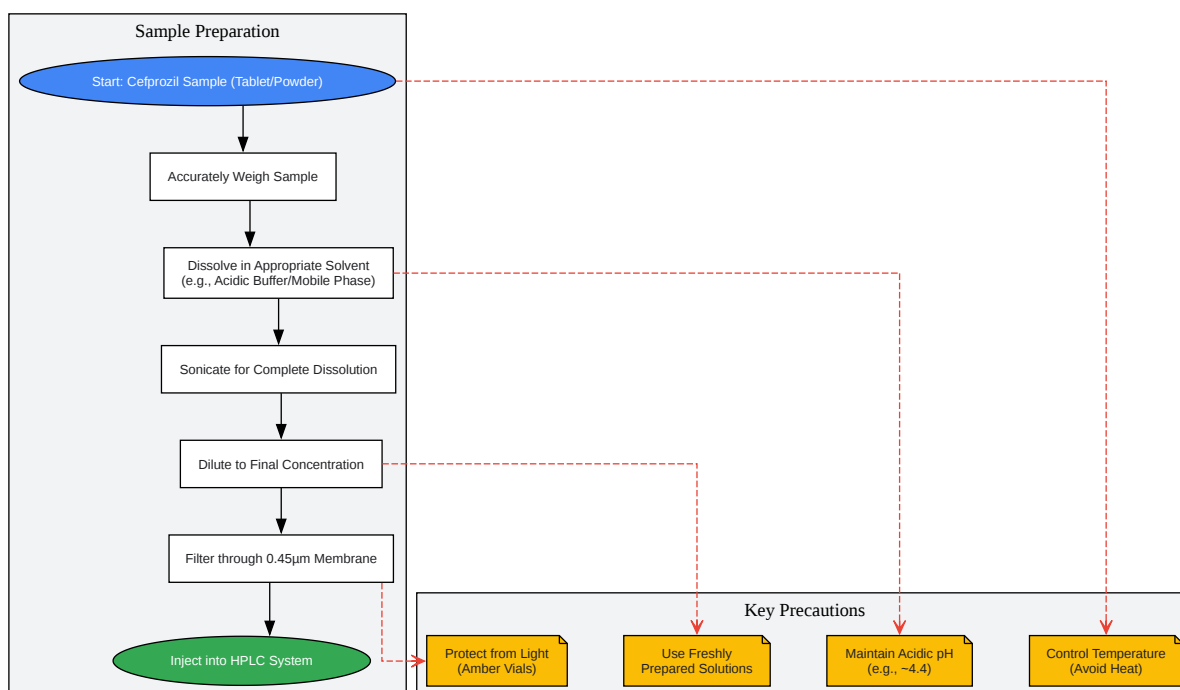 Sample Preparation
Start: Cefprozil Sample (Tablet/Powder)
Accurately Weigh Sample
Dissolve in Appropriate Solvent
(e.g., Acidic Buffer/Mobile Phase)
Sonicate for Complete Dissolution
Dilute to Final Concentration
Filter through 0.45µm Membrane
Inject into HPLC System
Key Precautions
Protect from Light
(Amber Vials)
Use Freshly
Prepared Solutions
Maintain Acidic pH
(e.g., ~4.4)
Control Temperature
(Avoid Heat)